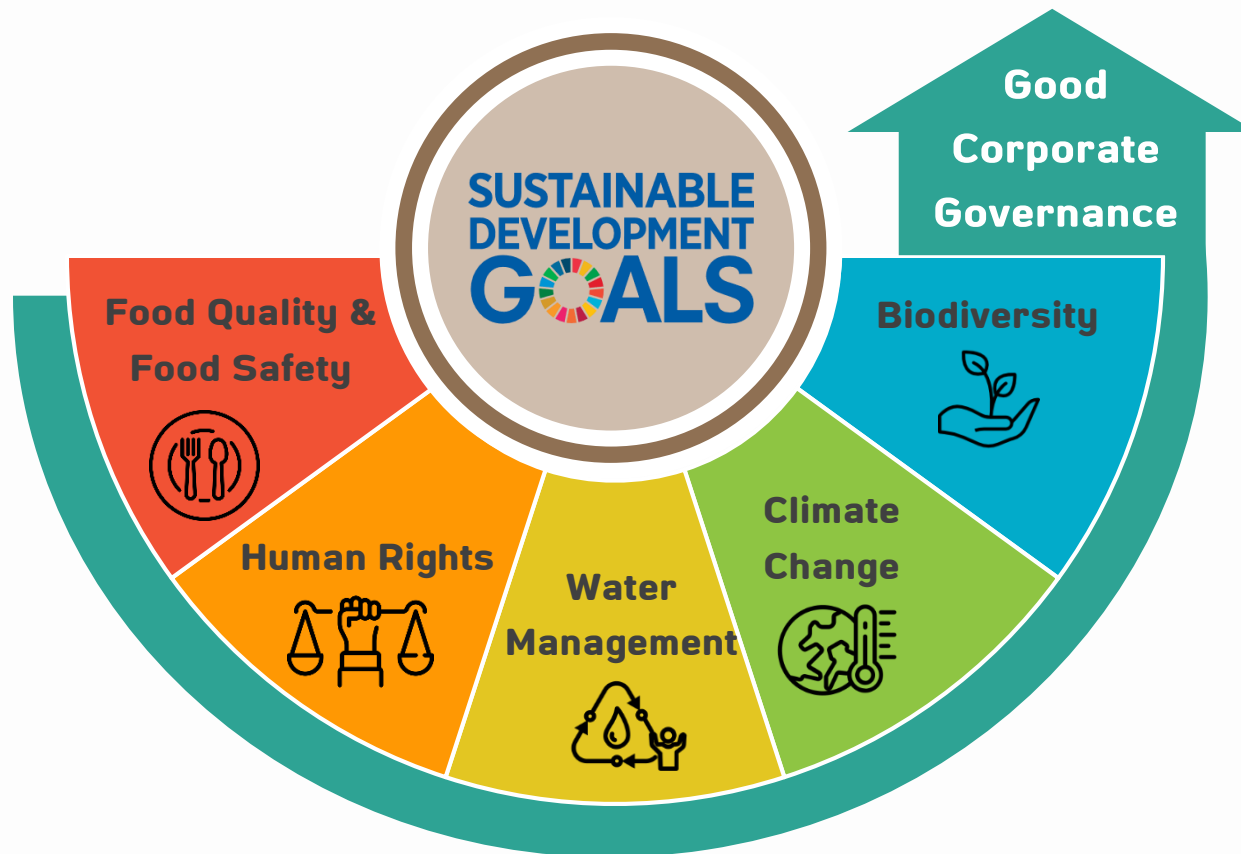 SUSTAINABLE
DEVELOPMENT
GOALS
Good
Corporate
Governance
Food Quality &
Food Safety
Human Rights
Water
Management
Climate
Change
Biodiversity